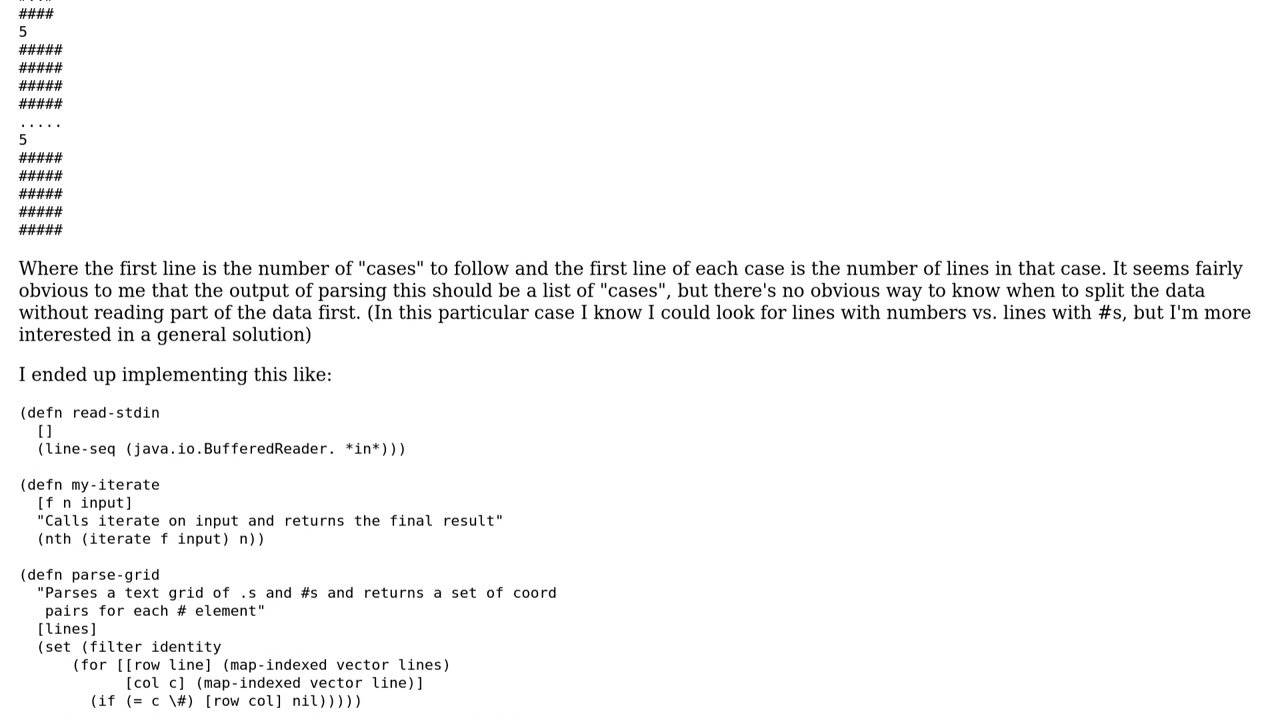 ####
5
#####
#####
#####
#####
.....
5
#####
#####
#####
#####
#####
Where the first line is the number of "cases" to follow and the first line of each case is the number of lines in that case. It seems fairly
obvious to me that the output of parsing this should be a list of "cases", but there's no obvious way to know when to split the data
without reading part of the data first. (In this particular case I know I could look for lines with numbers vs. lines with #s, but I'm more
interested in a general solution)
I ended up implementing this like:
(defn read-stdin
  []
  (line-seq (java.io.BufferedReader. *in*)))
(defn my-iterate
  [f n input]
  "Calls iterate on input and returns the final result"
  (nth (iterate f input) n))
(defn parse-grid
  "Parses a text grid of .s and #s and returns a set of coord
   pairs for each # element"
  [lines]
  (set (filter identity
      (for [[row line] (map-indexed vector lines)
            [col c] (map-indexed vector line)]
        (if (= c \#) [row col] nil)))))